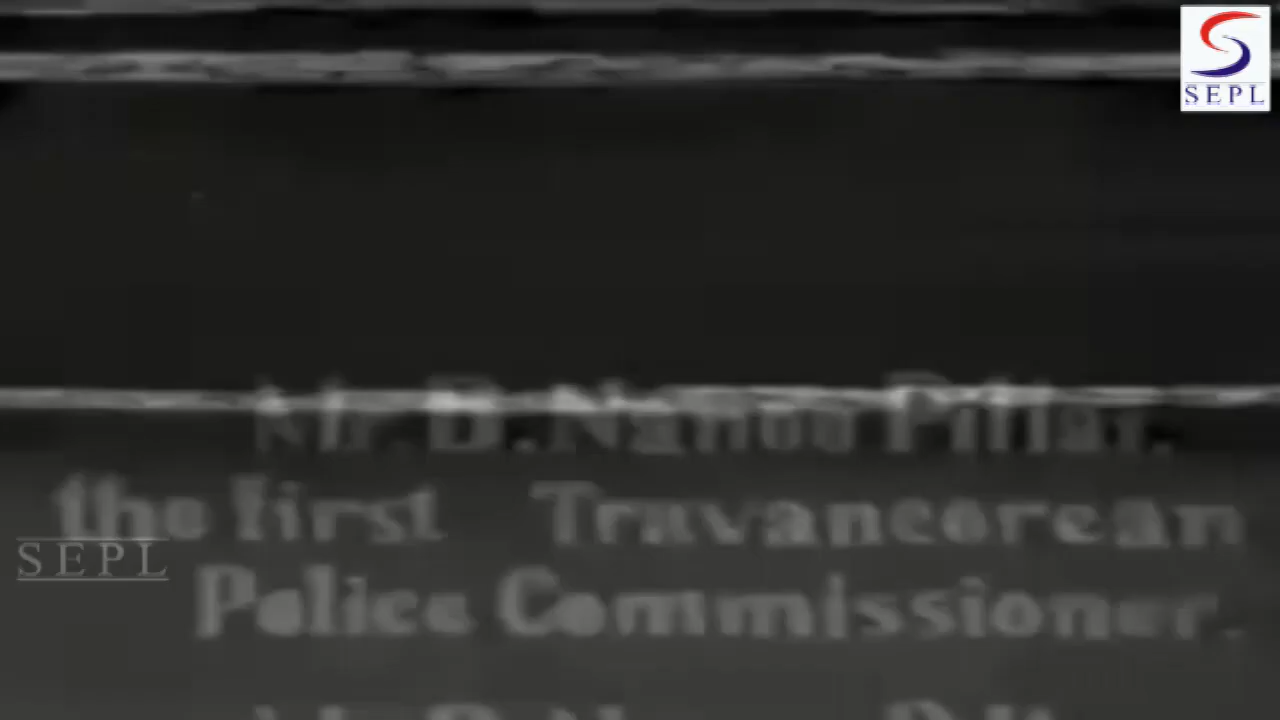 SEPL
Mr. B. Nanoo Pillai.
the first Travancorean
SEPL
Police Commissioner.